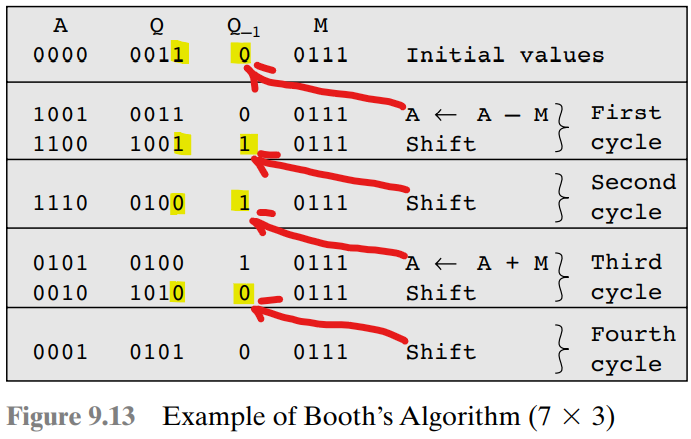 A Q Q₋₁ M
0000 0011 0 0111 Initial values
1001 0011 0 0111 A ← A − M } First
1100 1001 1 0111 Shift cycle
1110 0100 1 0111 Shift } Second cycle
0101 0100 1 0111 A ← A + M } Third
0010 1010 0 0111 Shift cycle
0001 0101 0 0111 Shift } Fourth cycle
Figure 9.13 Example of Booth’s Algorithm (7 × 3)